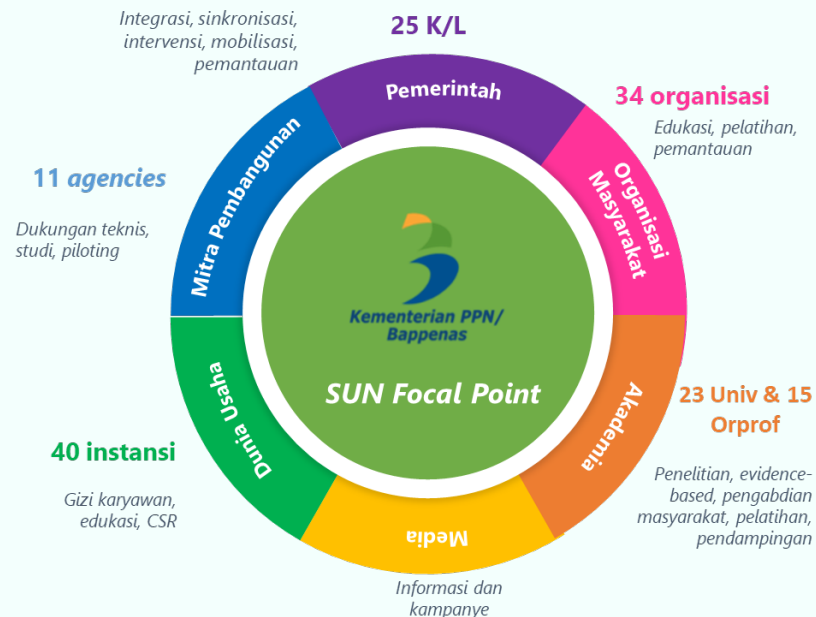 Integrasi, sinkronisasi,
intervensi, mobilisasi,
pemantauan
25 K/L
Pemerintah
34 organisasi
Edukasi, pelatihan,
pemantauan
Organisasi
Masyarakat
11 agencies
Dukungan teknis,
studi, piloting
Mitra Pembangunan
Kementerian PPN/
Bappenas
SUN Focal Point
23 Univ & 15
Orprof
Akademia
Penelitian, evidence-
based, pengabdian
masyarakat, pelatihan,
pendampingan
40 instansi
Gizi karyawan,
edukasi, CSR
Dunia Usaha
Media
Informasi dan
kampanye